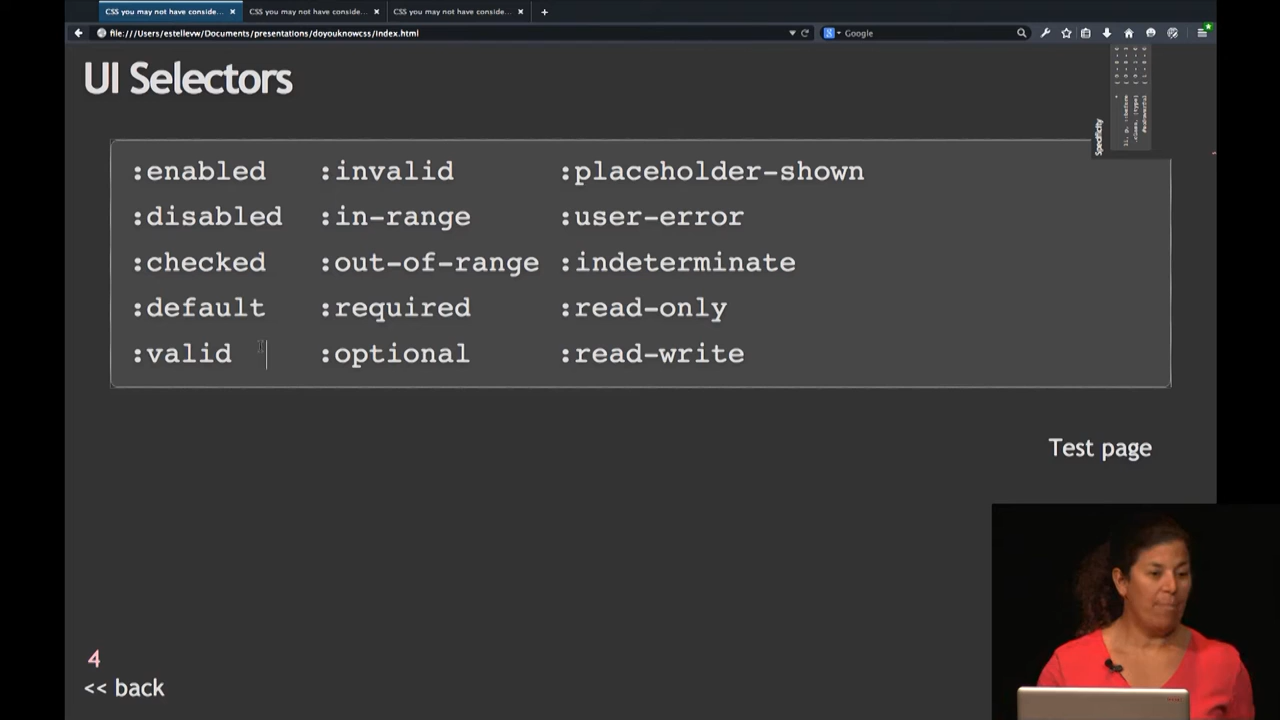 CSS you may not have conside...
CSS you may not have conside...
CSS you may not have conside...
file:///Users/estellevw/Documents/presentations/doyouknowcss/index.html
Google
UI Selectors
Specificity
:enabled :invalid :placeholder-shown
:disabled :in-range :user-error
:checked :out-of-range :indeterminate
:default :required :read-only
:valid :optional :read-write
Test page
4
<< back